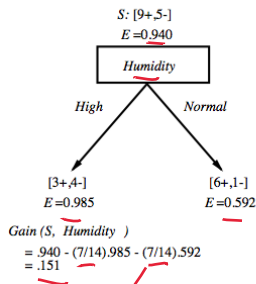 S: [9+,5-]
E =0.940
Humidity
High Normal
[3+,4-] [6+,1-]
E =0.985 E =0.592
Gain (S, Humidity )
= .940 - (7/14).985 - (7/14).592
= .151